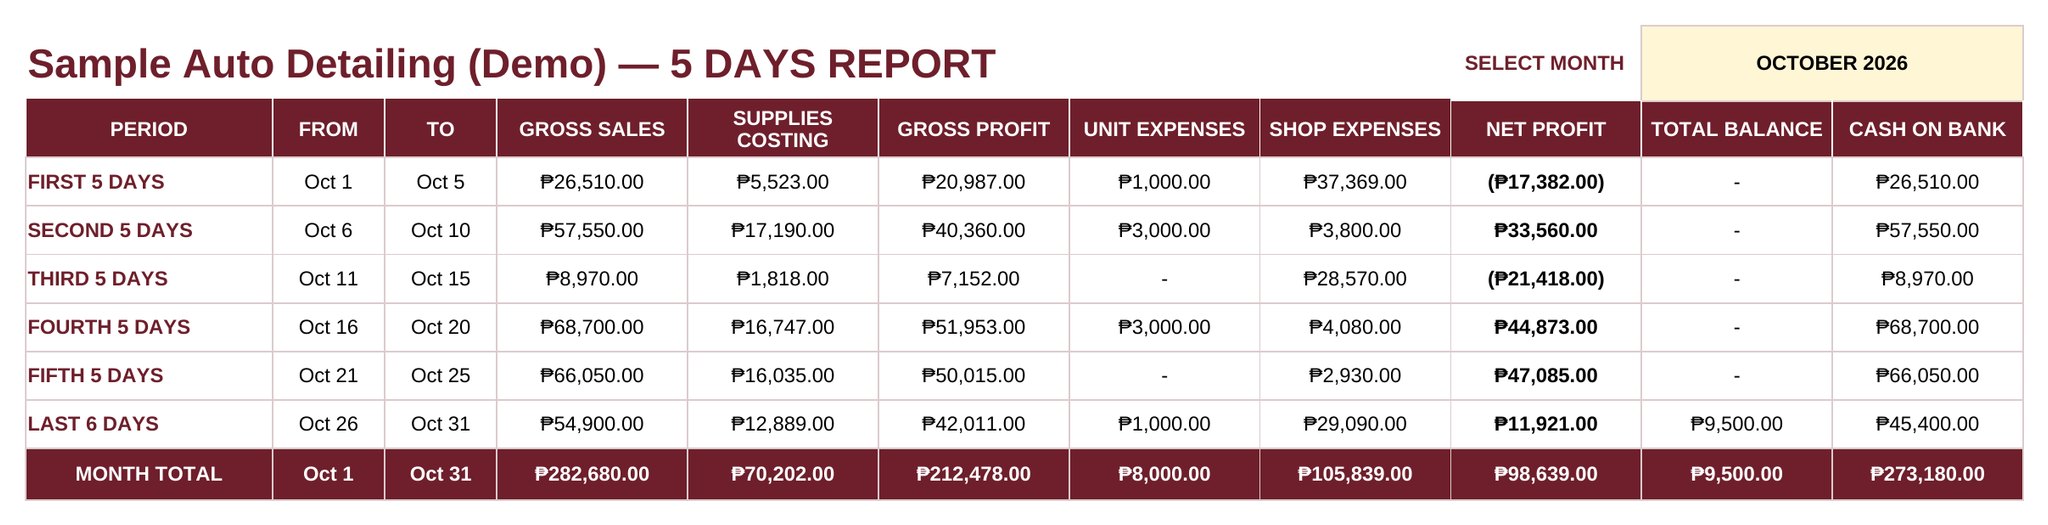 Sample Auto Detailing (Demo) — 5 DAYS REPORT SELECT MONTH OCTOBER 2026
PERIOD FROM TO GROSS SALES SUPPLIES COSTING GROSS PROFIT UNIT EXPENSES SHOP EXPENSES NET PROFIT TOTAL BALANCE CASH ON BANK
FIRST 5 DAYS Oct 1 Oct 5 ₱26,510.00 ₱5,523.00 ₱20,987.00 ₱1,000.00 ₱37,369.00 (₱17,382.00) - ₱26,510.00
SECOND 5 DAYS Oct 6 Oct 10 ₱57,550.00 ₱17,190.00 ₱40,360.00 ₱3,000.00 ₱3,800.00 ₱33,560.00 - ₱57,550.00
THIRD 5 DAYS Oct 11 Oct 15 ₱8,970.00 ₱1,818.00 ₱7,152.00 - ₱28,570.00 (₱21,418.00) - ₱8,970.00
FOURTH 5 DAYS Oct 16 Oct 20 ₱68,700.00 ₱16,747.00 ₱51,953.00 ₱3,000.00 ₱4,080.00 ₱44,873.00 - ₱68,700.00
FIFTH 5 DAYS Oct 21 Oct 25 ₱66,050.00 ₱16,035.00 ₱50,015.00 - ₱2,930.00 ₱47,085.00 - ₱66,050.00
LAST 6 DAYS Oct 26 Oct 31 ₱54,900.00 ₱12,889.00 ₱42,011.00 ₱1,000.00 ₱29,090.00 ₱11,921.00 ₱9,500.00 ₱45,400.00
MONTH TOTAL Oct 1 Oct 31 ₱282,680.00 ₱70,202.00 ₱212,478.00 ₱8,000.00 ₱105,839.00 ₱98,639.00 ₱9,500.00 ₱273,180.00